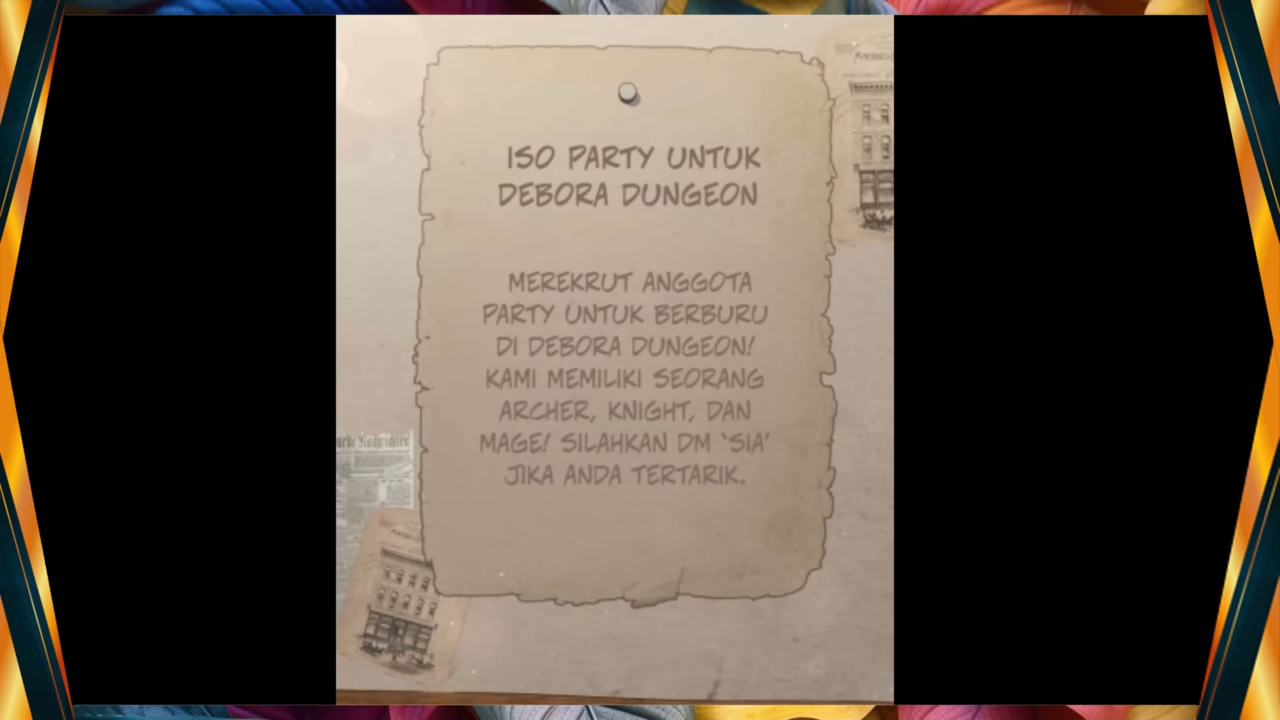 ISO PARTY UNTUK
DEBORA DUNGEON
MEREKRUT ANGGOTA
PARTY UNTUK BERBURU
DI DEBORA DUNGEON!
KAMI MEMILIKI SEORANG
ARCHER, KNIGHT, DAN
MAGE! SILAHKAN DM 'SIA'
JIKA ANDA TERTARIK.